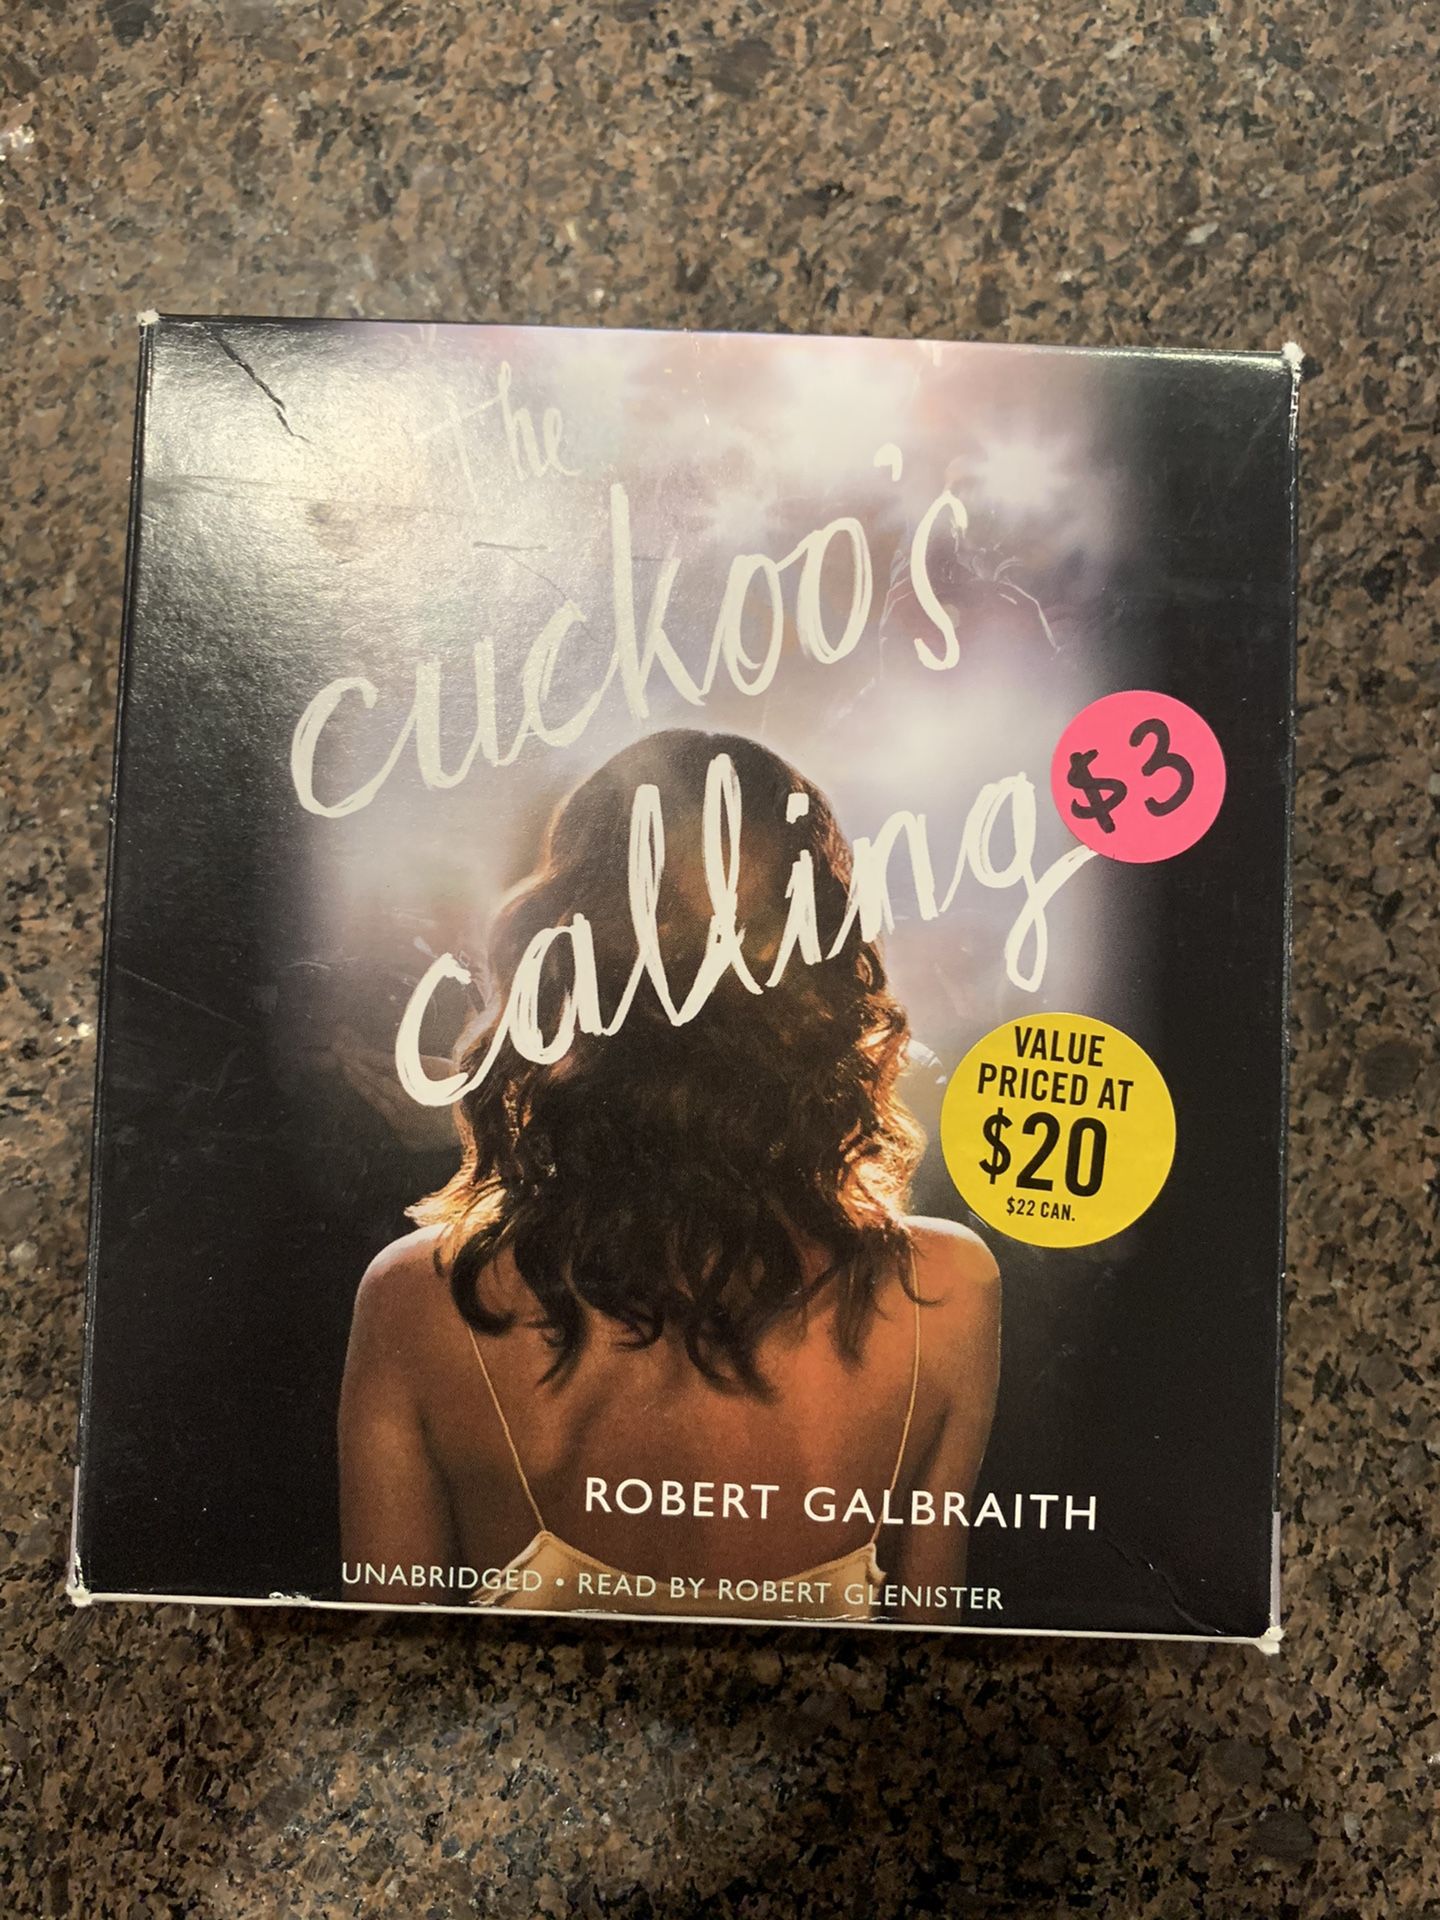 The
cuckoo's
calling
$3
VALUE
PRICED AT
$20
$22 CAN.
ROBERT GALBRAITH
UNABRIDGED • READ BY ROBERT GLENISTER